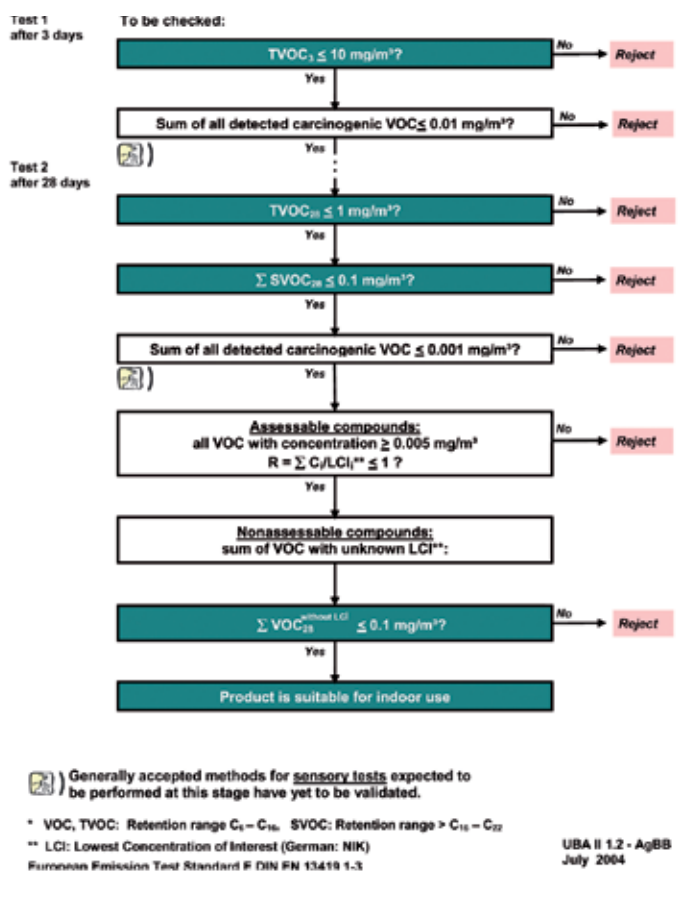 Test 1
after 3 days
To be checked:
TVOC₃ ≤ 10 mg/m³?
No
Reject
Yes
Sum of all detected carcinogenic VOC≤ 0.01 mg/m³?
No
Reject
Yes
Test 2
after 28 days
TVOC₂₈ ≤ 1 mg/m³?
No
Reject
Yes
∑ SVOC₂₈ ≤ 0.1 mg/m³?
No
Reject
Yes
Sum of all detected carcinogenic VOC ≤ 0.001 mg/m³?
No
Reject
Yes
Assessable compounds:
all VOC with concentration ≥ 0.005 mg/m³
R = ∑ Cᵢ/LCIᵢ** ≤ 1 ?
No
Reject
Yes
Nonassessable compounds:
sum of VOC with unknown LCI**:
∑ VOC₂₈ without LCI ≤ 0.1 mg/m³?
No
Reject
Yes
Product is suitable for indoor use
) Generally accepted methods for sensory tests expected to
be performed at this stage have yet to be validated.
* VOC, TVOC: Retention range C₆ – C₁₆, SVOC: Retention range > C₁₆ – C₂₂
** LCI: Lowest Concentration of Interest (German: NIK)
European Emission Test Standard E DIN EN 13419 1-3
UBA II 1.2 - AgBB
July 2004